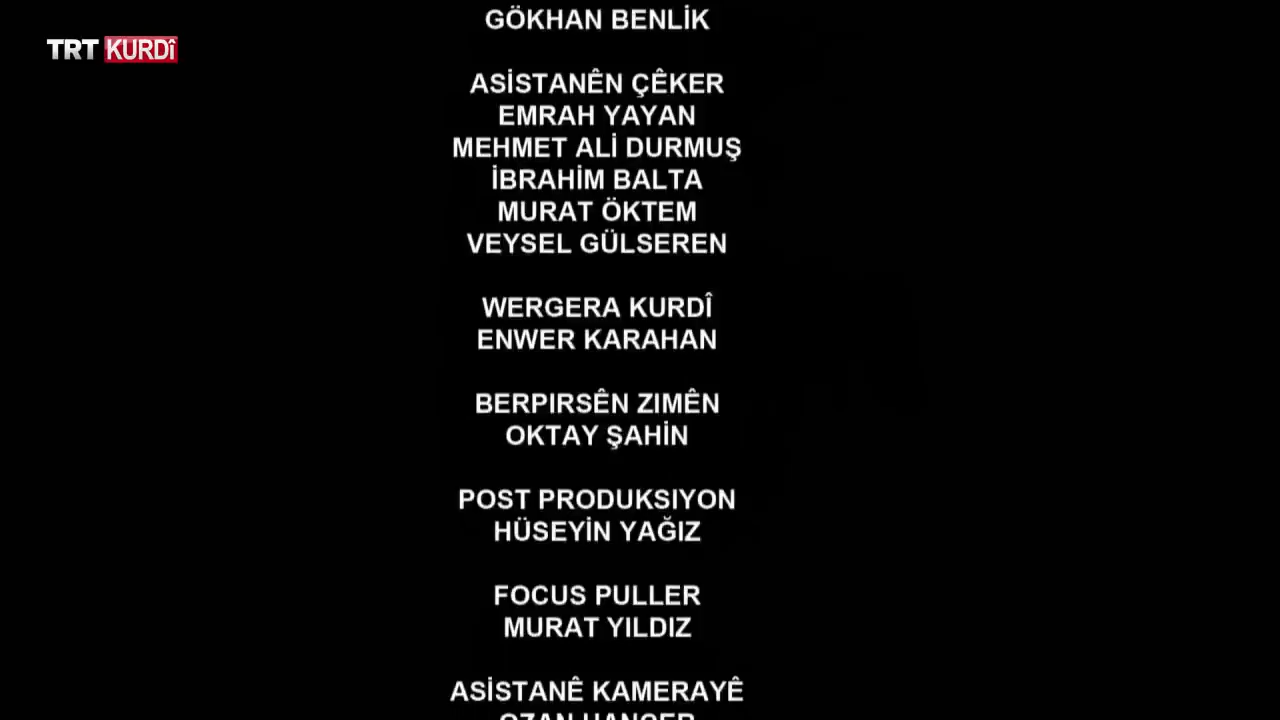 GÖKHAN BENLİK
TRT KURDÎ
ASİSTANÊN ÇÊKER
EMRAH YAYAN
MEHMET ALİ DURMUŞ
İBRAHİM BALTA
MURAT ÖKTEM
VEYSEL GÜLSEREN
WERGERA KURDÎ
ENWER KARAHAN
BERPIRSÊN ZIMÊN
OKTAY ŞAHİN
POST PRODUKSIYON
HÜSEYİN YAĞIZ
FOCUS PULLER
MURAT YILDIZ
ASİSTANÊ KAMERAYÊ
OZAN